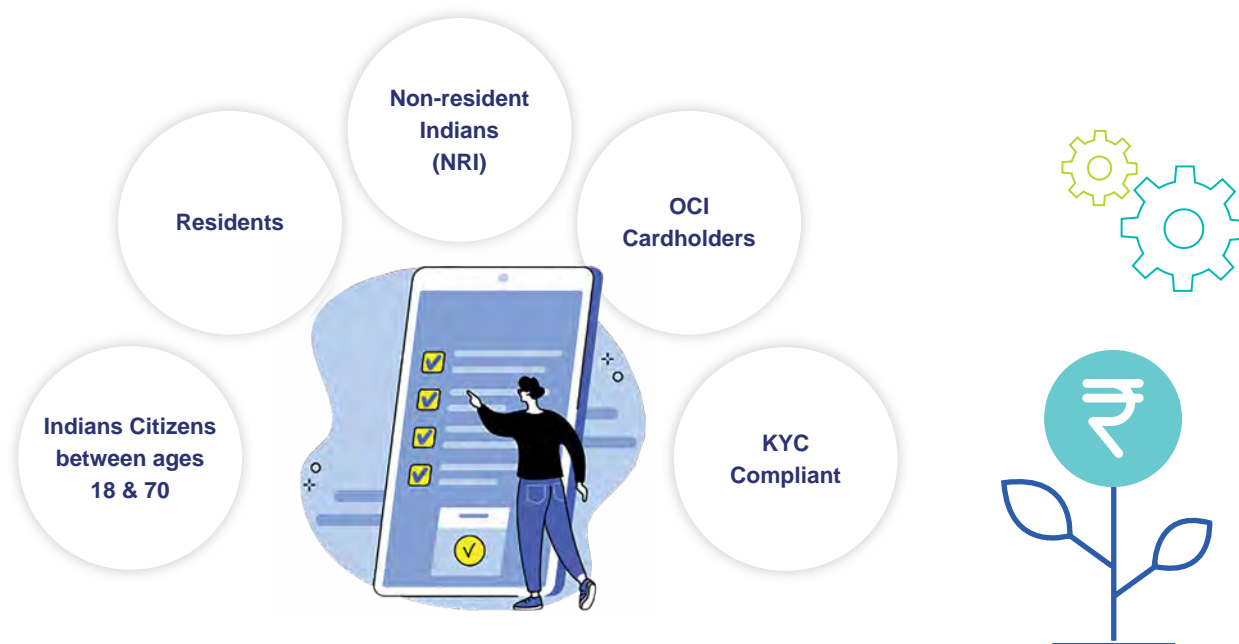 Indians Citizens
between ages
18 & 70
Residents
Non-resident
Indians
(NRI)
OCI
Cardholders
KYC
Compliant
₹